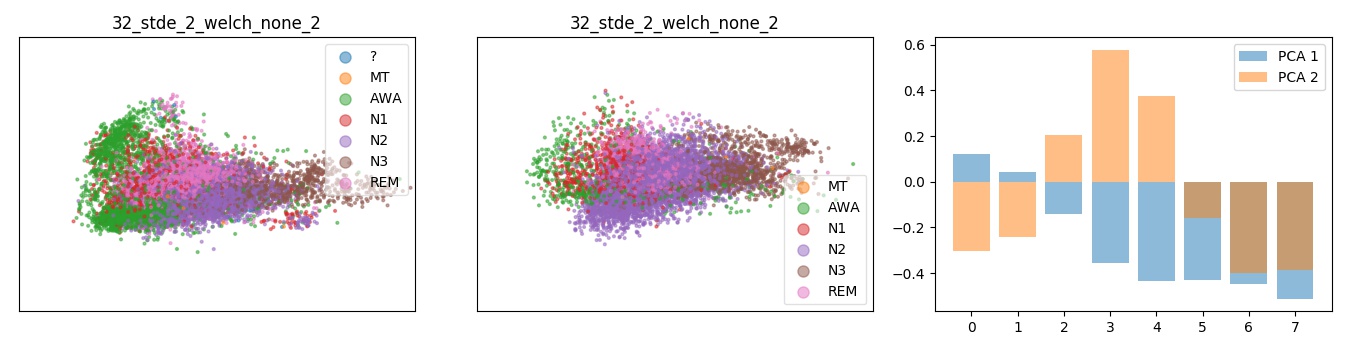 32_stde_2_welch_none_2
?
MT
AWA
N1
N2
N3
REM
32_stde_2_welch_none_2
MT
AWA
N1
N2
N3
REM
PCA 1
PCA 2
0.6
0.4
0.2
0.0
−0.2
−0.4
0 1 2 3 4 5 6 7